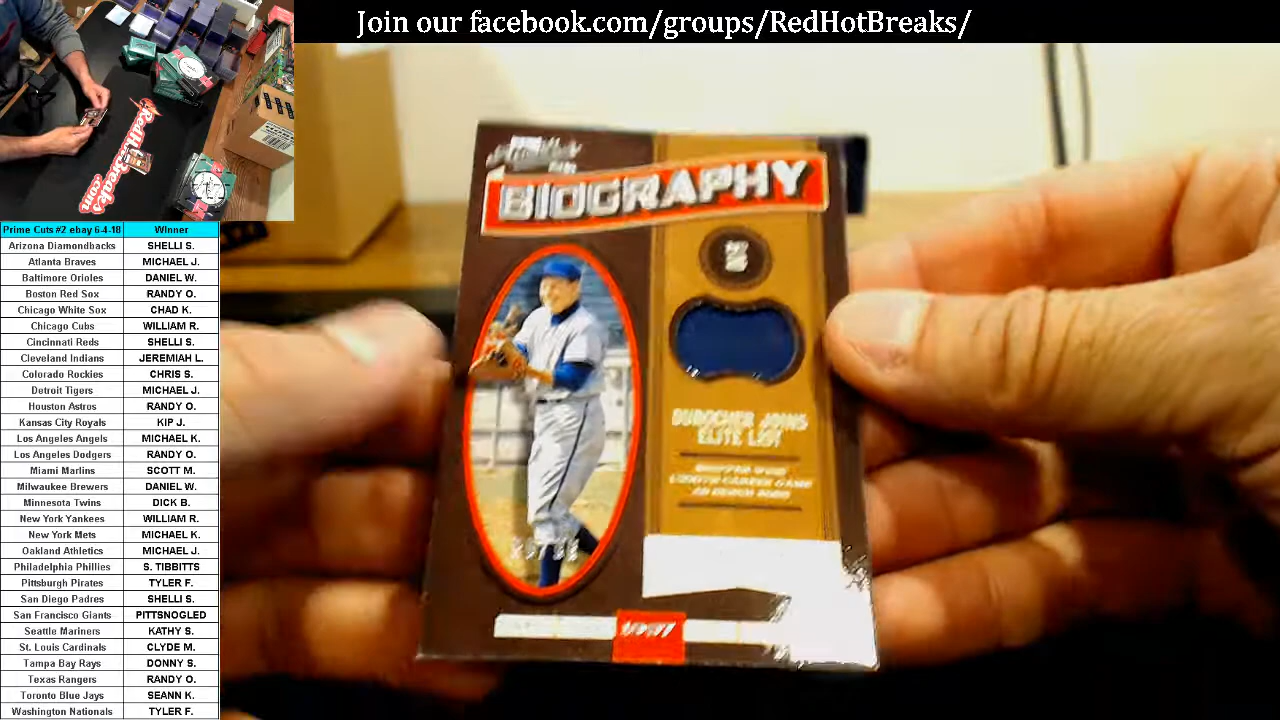 Join our facebook.com/groups/RedHotBreaks/
RedHotBreaks
.com
Prime Cuts #2 ebay 6-4-18 Winner
Arizona Diamondbacks SHELLI S.
Atlanta Braves MICHAEL J.
Baltimore Orioles DANIEL W.
Boston Red Sox RANDY O.
Chicago White Sox CHAD K.
Chicago Cubs WILLIAM R.
Cincinnati Reds SHELLI S.
Cleveland Indians JEREMIAH L.
Colorado Rockies CHRIS S.
Detroit Tigers MICHAEL J.
Houston Astros RANDY O.
Kansas City Royals KIP J.
Los Angeles Angels MICHAEL K.
Los Angeles Dodgers RANDY O.
Miami Marlins SCOTT M.
Milwaukee Brewers DANIEL W.
Minnesota Twins DICK B.
New York Yankees WILLIAM R.
New York Mets MICHAEL K.
Oakland Athletics MICHAEL J.
Philadelphia Phillies S. TIBBITTS
Pittsburgh Pirates TYLER F.
San Diego Padres SHELLI S.
San Francisco Giants PITTSNOGLED
Seattle Mariners KATHY S.
St. Louis Cardinals CLYDE M.
Tampa Bay Rays DONNY S.
Texas Rangers RANDY O.
Toronto Blue Jays SEANN K.
Washington Nationals TYLER F.
BIOGRAPHY
DUROCHER JOINS
ELITE LIST